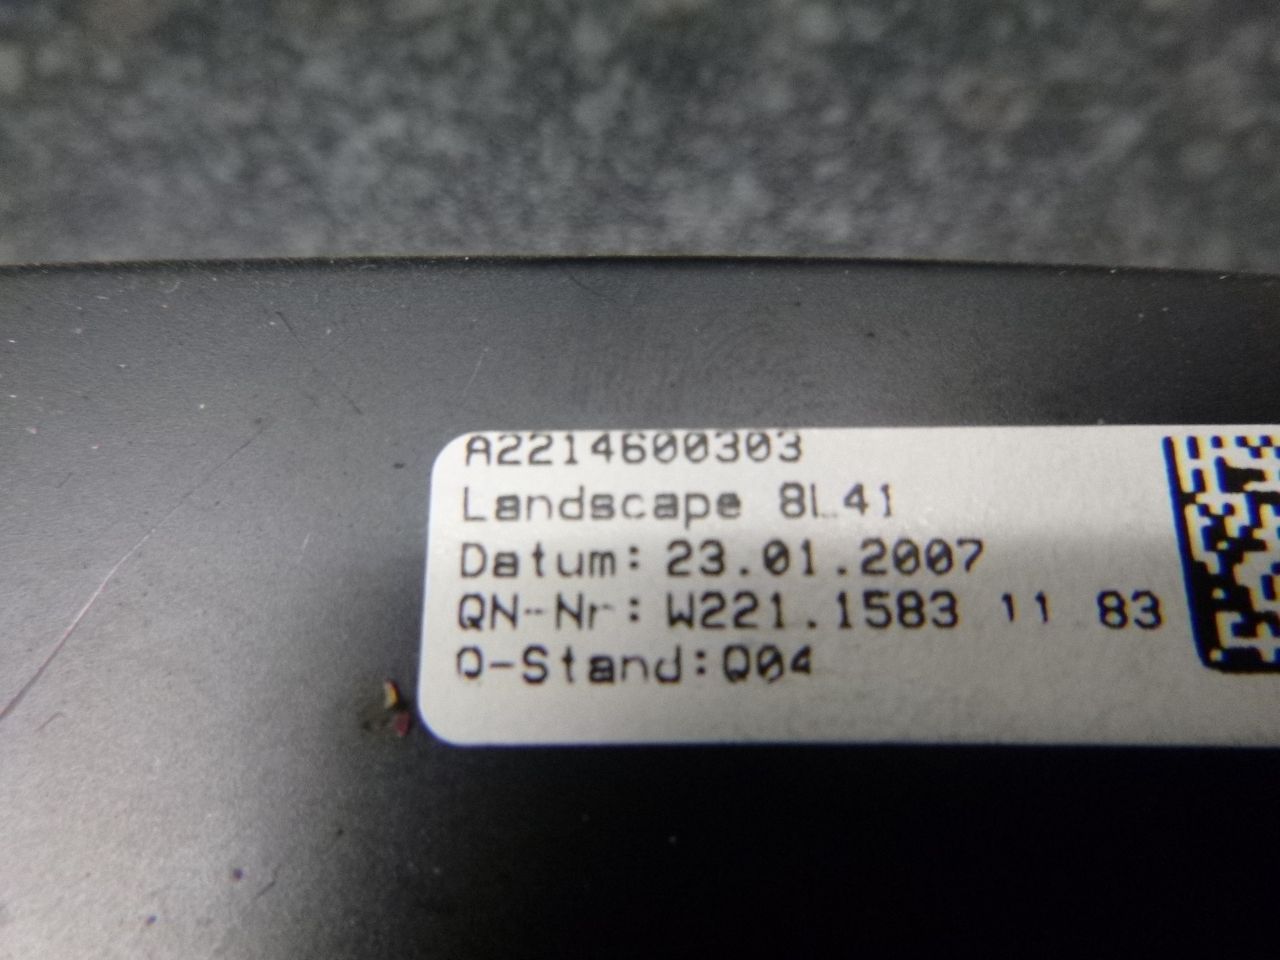 A2214600303
Landscape 8L41
Datum: 23.01.2007
QN-Nr: W221.1583 11 83
Q-Stand:Q04